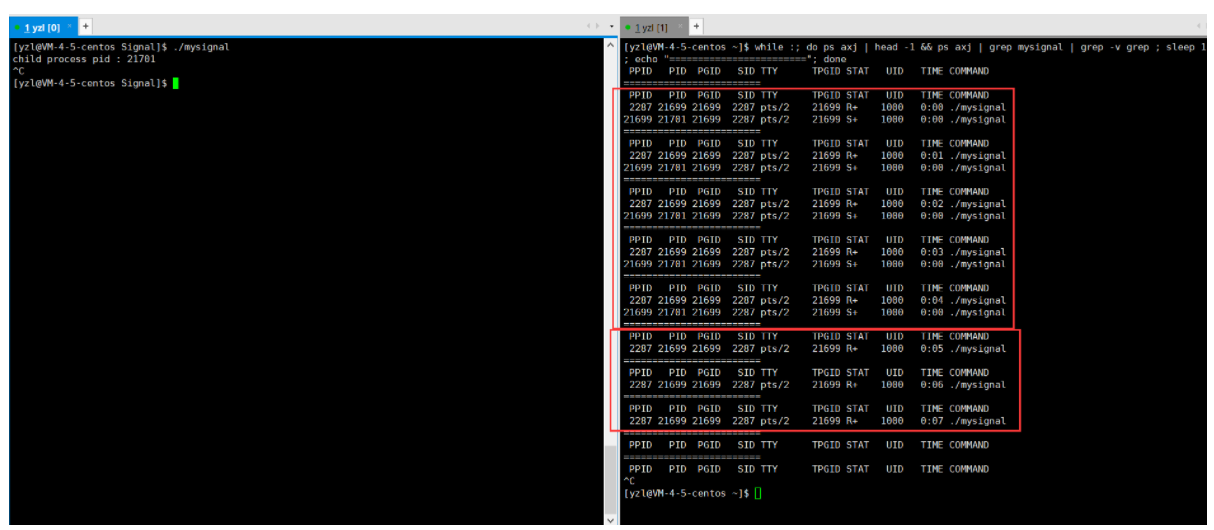 1 yzl [0]
[yzl@VM-4-5-centos Signal]$ ./mysignal
child process pid : 21701
^C
[yzl@VM-4-5-centos Signal]$
1 yzl [1]
[yzl@VM-4-5-centos ~]$ while :; do ps axj | head -1 && ps axj | grep mysignal | grep -v grep ; sleep 1
; echo "========================"; done
PPID PID PGID SID TTY TPGID STAT UID TIME COMMAND
========================
PPID PID PGID SID TTY TPGID STAT UID TIME COMMAND
2287 21699 21699 2287 pts/2 21699 R+ 1000 0:00 ./mysignal
21699 21701 21699 2287 pts/2 21699 S+ 1000 0:00 ./mysignal
========================
PPID PID PGID SID TTY TPGID STAT UID TIME COMMAND
2287 21699 21699 2287 pts/2 21699 R+ 1000 0:01 ./mysignal
21699 21701 21699 2287 pts/2 21699 S+ 1000 0:00 ./mysignal
========================
PPID PID PGID SID TTY TPGID STAT UID TIME COMMAND
2287 21699 21699 2287 pts/2 21699 R+ 1000 0:02 ./mysignal
21699 21701 21699 2287 pts/2 21699 S+ 1000 0:00 ./mysignal
========================
PPID PID PGID SID TTY TPGID STAT UID TIME COMMAND
2287 21699 21699 2287 pts/2 21699 R+ 1000 0:03 ./mysignal
21699 21701 21699 2287 pts/2 21699 S+ 1000 0:00 ./mysignal
========================
PPID PID PGID SID TTY TPGID STAT UID TIME COMMAND
2287 21699 21699 2287 pts/2 21699 R+ 1000 0:04 ./mysignal
21699 21701 21699 2287 pts/2 21699 S+ 1000 0:00 ./mysignal
========================
PPID PID PGID SID TTY TPGID STAT UID TIME COMMAND
2287 21699 21699 2287 pts/2 21699 R+ 1000 0:05 ./mysignal
========================
PPID PID PGID SID TTY TPGID STAT UID TIME COMMAND
2287 21699 21699 2287 pts/2 21699 R+ 1000 0:06 ./mysignal
========================
PPID PID PGID SID TTY TPGID STAT UID TIME COMMAND
2287 21699 21699 2287 pts/2 21699 R+ 1000 0:07 ./mysignal
========================
PPID PID PGID SID TTY TPGID STAT UID TIME COMMAND
========================
PPID PID PGID SID TTY TPGID STAT UID TIME COMMAND
^C
[yzl@VM-4-5-centos ~]$